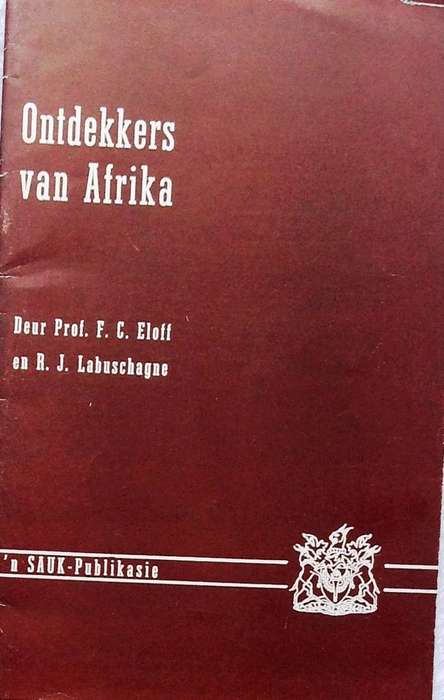 Ontdekkers
van Afrika
Deur Prof. F. C. Eloff
en R. J. Labuschagne
'n SAUK-Publikasie